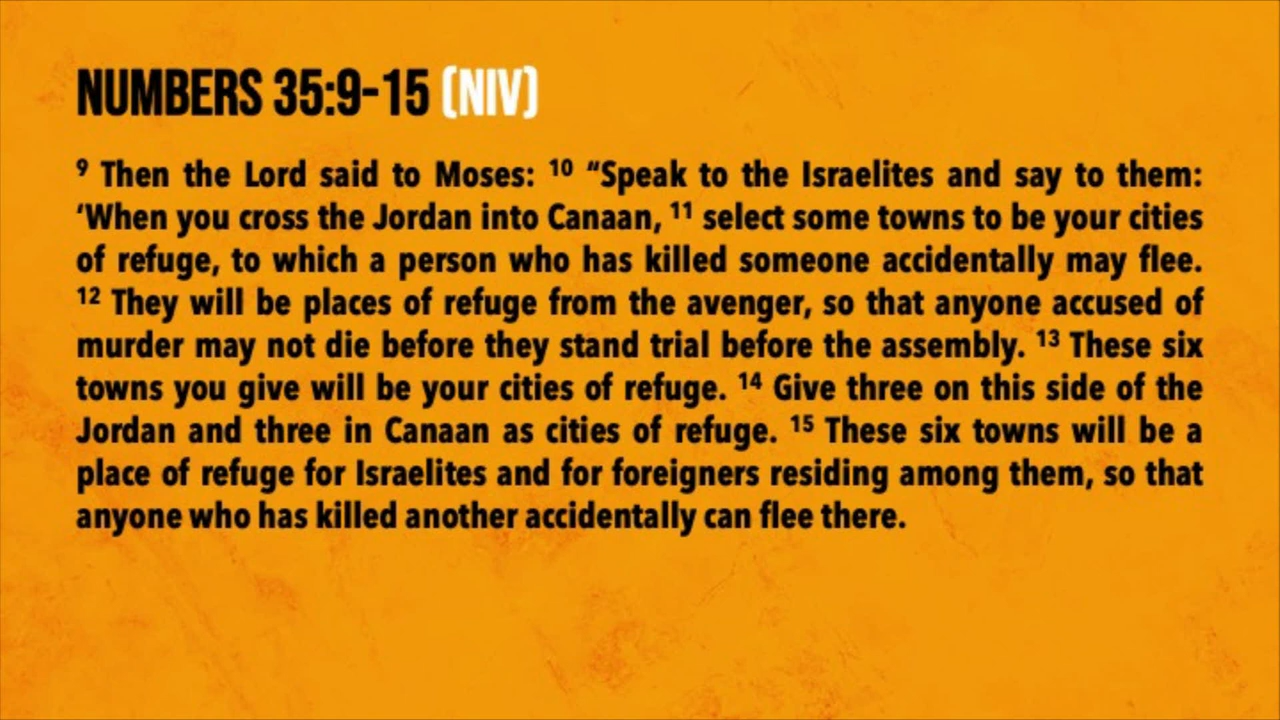 NUMBERS 35:9-15 (NIV)
⁹ Then the Lord said to Moses: ¹⁰ “Speak to the Israelites and say to them:
‘When you cross the Jordan into Canaan, ¹¹ select some towns to be your cities
of refuge, to which a person who has killed someone accidentally may flee.
¹² They will be places of refuge from the avenger, so that anyone accused of
murder may not die before they stand trial before the assembly. ¹³ These six
towns you give will be your cities of refuge. ¹⁴ Give three on this side of the
Jordan and three in Canaan as cities of refuge. ¹⁵ These six towns will be a
place of refuge for Israelites and for foreigners residing among them, so that
anyone who has killed another accidentally can flee there.